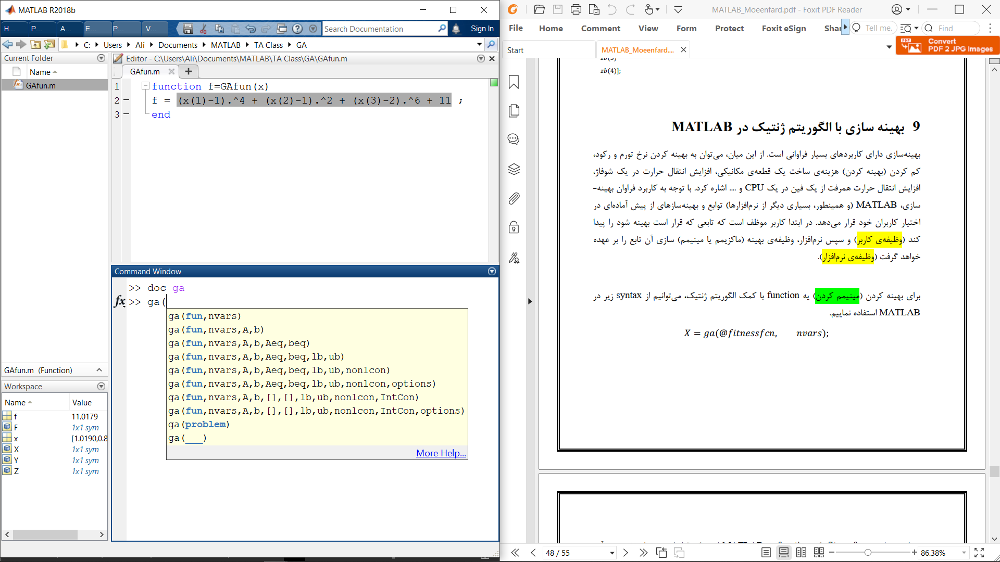 MATLAB R2018b
H...
P...
A...
E...
P...
V...
Search Documentation
Sign In
C:
Users
Ali
Documents
MATLAB
TA Class
GA
Current Folder
Name
GAfun.m
GAfun.m (Function)
Workspace
Name
Value
f
11.0179
F
1x1 sym
x
[1.0190,0.8
X
1x1 sym
Y
1x1 sym
Z
1x1 sym
Editor - C:\Users\Ali\Documents\MATLAB\TA Class\GA\GAfun.m
GAfun.m
+
1 function f=GAfun(x)
2 f = (x(1)-1).^4 + (x(2)-1).^2 + (x(3)-2).^6 + 11 ;
3 end
Command Window
>> doc ga
fx >> ga(
ga(fun,nvars)
ga(fun,nvars,A,b)
ga(fun,nvars,A,b,Aeq,beq)
ga(fun,nvars,A,b,Aeq,beq,lb,ub)
ga(fun,nvars,A,b,Aeq,beq,lb,ub,nonlcon)
ga(fun,nvars,A,b,Aeq,beq,lb,ub,nonlcon,options)
ga(fun,nvars,A,b,[],[],lb,ub,nonlcon,IntCon)
ga(fun,nvars,A,b,[],[],lb,ub,nonlcon,IntCon,options)
ga(problem)
ga(___)
More Help...
MATLAB_Moeenfard.pdf - Foxit PDF Reader
File
Home
Comment
View
Form
Protect
Foxit eSign
Shar
Tell me.
Find
Start
MATLAB_Moeenfard....
PDF
Convert
PDF 2 JPG Images
zb(3)
zb(4)];
9 بهینه سازی با الگوریتم ژنتیک در MATLAB
بهینه‌سازی دارای کاربردهای بسیار فراوانی است. از این میان، می‌توان به بهینه کردن نرخ تورم و رکود،
کم کردن (بهینه کردن) هزینه‌ی ساخت یک قطعه‌ی مکانیکی، افزایش انتقال حرارت در یک شوفاژ،
افزایش انتقال حرارت همرفت از یک فین در یک CPU و .... اشاره کرد. با توجه به کاربرد فراوان بهینه-
سازی، MATLAB (و همینطور، بسیاری دیگر از نرم‌افزارها) توابع و بهینه‌سازهای از پیش آماده‌ای در
اختیار کاربران خود قرار می‌دهد. در ابتدا کاربر موظف است که تابعی که قرار است بهینه شود را پیدا
کند (وظیفه‌ی کاربر) و سپس نرم‌افزار، وظیفه‌ی بهینه (ماکزیمم یا مینیمم) سازی آن تابع را بر عهده
خواهد گرفت (وظیفه‌ی نرم‌افزار).
برای بهینه کردن (مینیمم کردن) یه function با کمک الگوریتم ژنتیک، می‌توانیم از syntax زیر در
MATLAB استفاده نماییم.
X = ga(@fitnessfcn, nvars);
48 / 55
86.38%